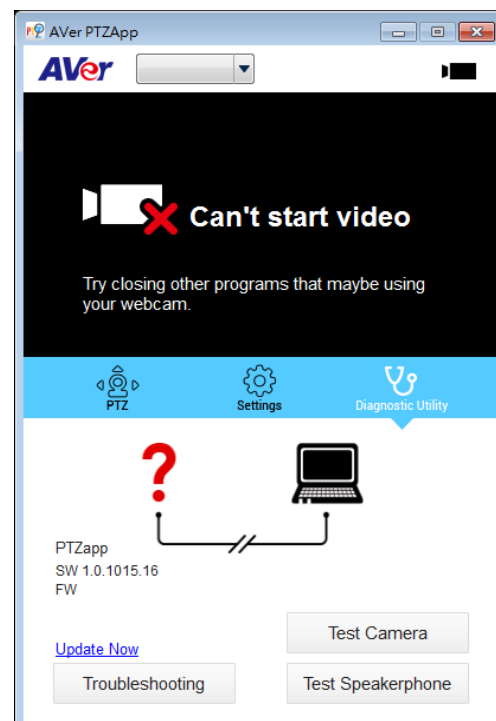 AVer PTZApp
AVer
Can't start video
Try closing other programs that maybe using
your webcam.
PTZ
Settings
Diagnostic Utility
?
PTZapp
SW 1.0.1015.16
FW
Update Now
Test Camera
Troubleshooting
Test Speakerphone